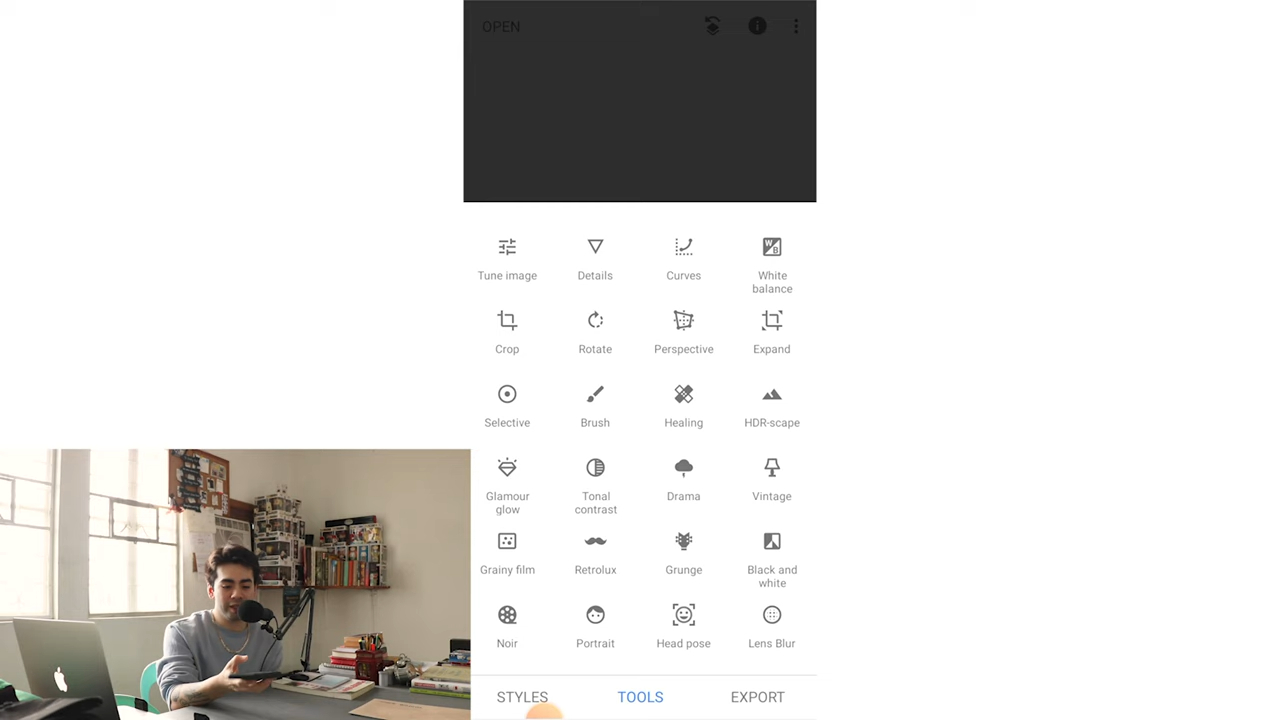 OPEN
Tune image
Details
Curves
White
balance
Crop
Rotate
Perspective
Expand
Selective
Brush
Healing
HDR-scape
Glamour
glow
Tonal
contrast
Drama
Vintage
Grainy film
Retrolux
Grunge
Black and
white
Noir
Portrait
Head pose
Lens Blur
STYLES
TOOLS
EXPORT